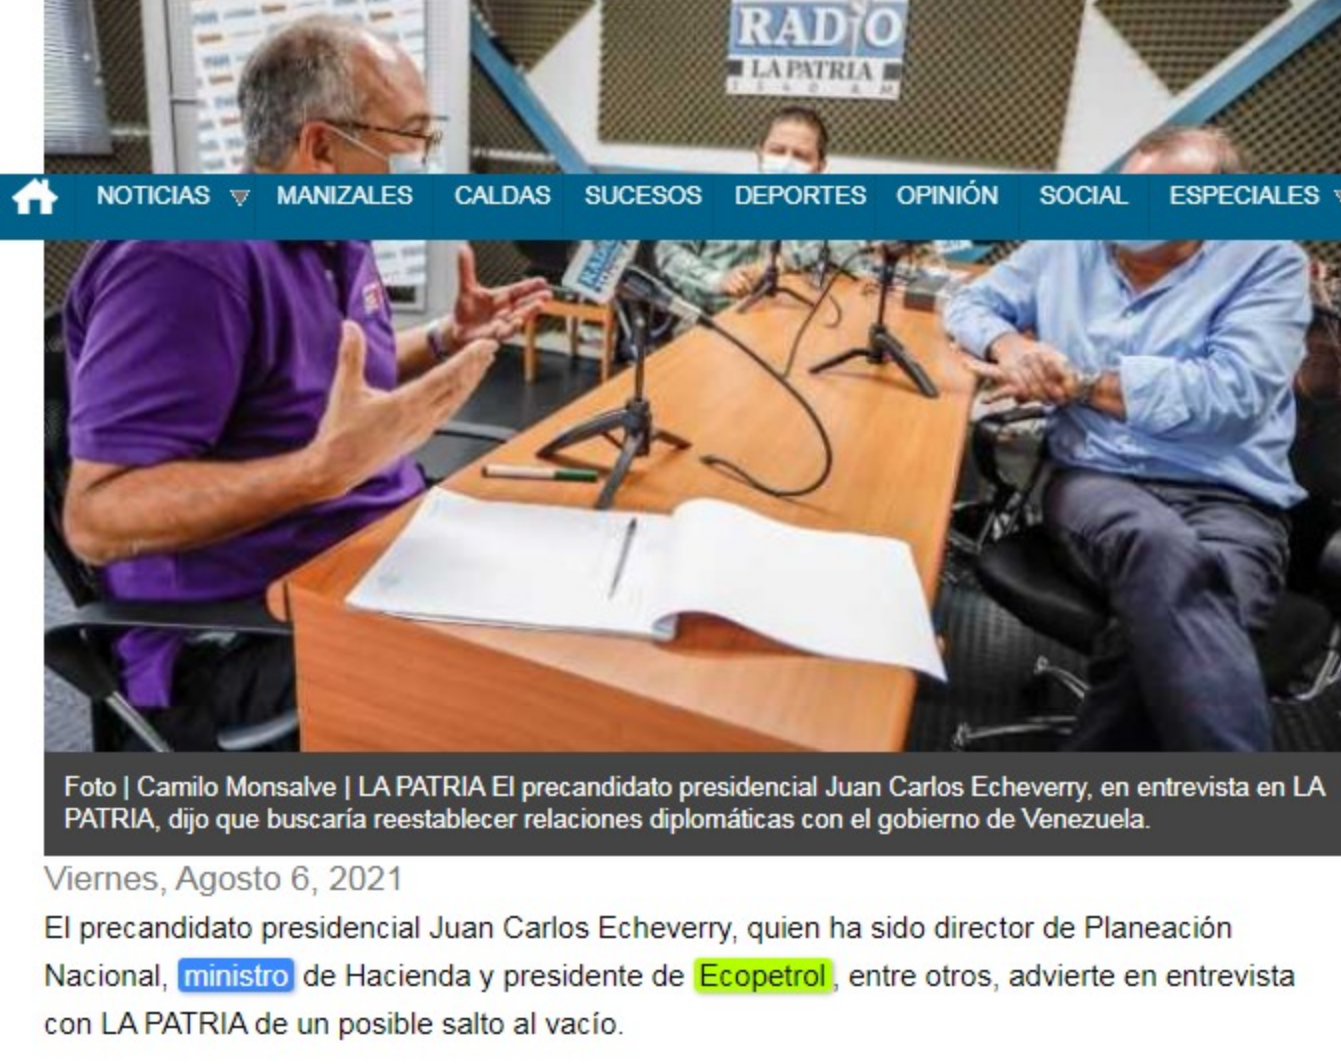 RADIO
LA PATRIA
1540 AM
NOTICIAS MANIZALES CALDAS SUCESOS DEPORTES OPINIÓN SOCIAL ESPECIALES
RADIO
Foto | Camilo Monsalve | LA PATRIA El precandidato presidencial Juan Carlos Echeverry, en entrevista en LA
PATRIA, dijo que buscaría reestablecer relaciones diplomáticas con el gobierno de Venezuela.
Viernes, Agosto 6, 2021
El precandidato presidencial Juan Carlos Echeverry, quien ha sido director de Planeación
Nacional, ministro de Hacienda y presidente de Ecopetrol, entre otros, advierte en entrevista
con LA PATRIA de un posible salto al vacío.